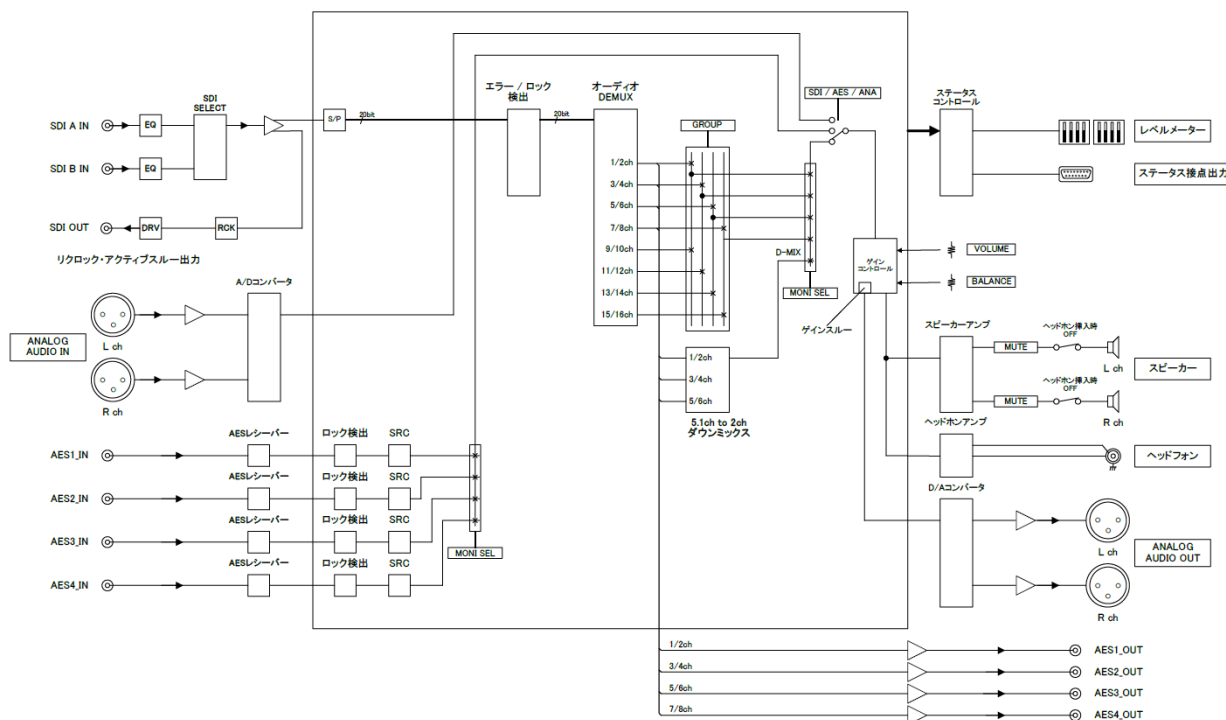 SDI A IN
EQ
SDI
SELECT
SDI B IN
EQ
SDI OUT
DRV
RCK
リクロック・アクティブスルー出力
S/P
20bit
エラー / ロック
検出
20bit
オーディオ
DEMUX
1/2ch
3/4ch
5/6ch
7/8ch
9/10ch
11/12ch
13/14ch
15/16ch
GROUP
SDI / AES / ANA
D-MIX
MONI SEL
1/2ch
3/4ch
5/6ch
5.1ch to 2ch
ダウンミックス
ステータス
コントロール
レベルメーター
ステータス接点出力
ゲイン
コントロール
ゲインスルー
VOLUME
BALANCE
スピーカーアンプ
MUTE
ヘッドホン挿入時
OFF
L ch
スピーカー
MUTE
ヘッドホン挿入時
OFF
R ch
ヘッドホンアンプ
ヘッドフォン
D/Aコンバータ
L ch
ANALOG
AUDIO OUT
R ch
A/Dコンバータ
ANALOG
AUDIO IN
L ch
R ch
AES1_IN
AESレシーバー
ロック検出
SRC
AES2_IN
AESレシーバー
ロック検出
SRC
AES3_IN
AESレシーバー
ロック検出
SRC
AES4_IN
AESレシーバー
ロック検出
SRC
MONI SEL
1/2ch
AES1_OUT
3/4ch
AES2_OUT
5/6ch
AES3_OUT
7/8ch
AES4_OUT